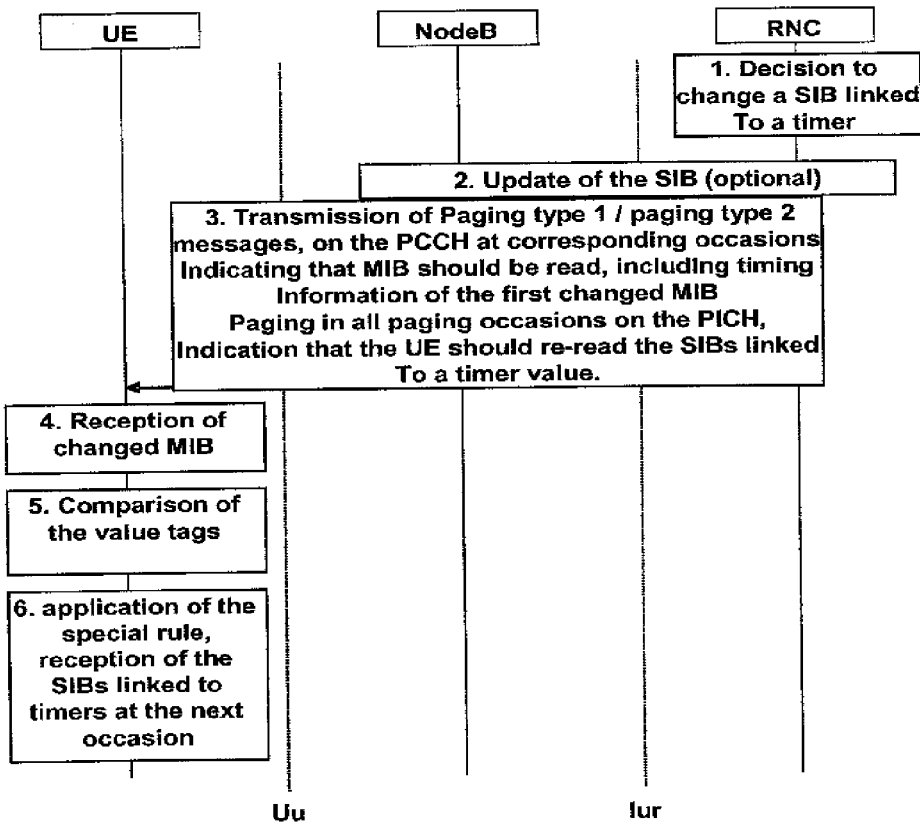 UE
NodeB
RNC
1. Decision to
change a SIB linked
To a timer
2. Update of the SIB (optional)
3. Transmission of Paging type 1 / paging type 2
messages, on the PCCH at corresponding occasions
Indicating that MIB should be read, including timing
Information of the first changed MIB
Paging in all paging occasions on the PICH,
Indication that the UE should re-read the SIBs linked
To a timer value.
4. Reception of
changed MIB
5. Comparison of
the value tags
6. application of the
special rule,
reception of the
SIBs linked to
timers at the next
occasion
Uu
Iur